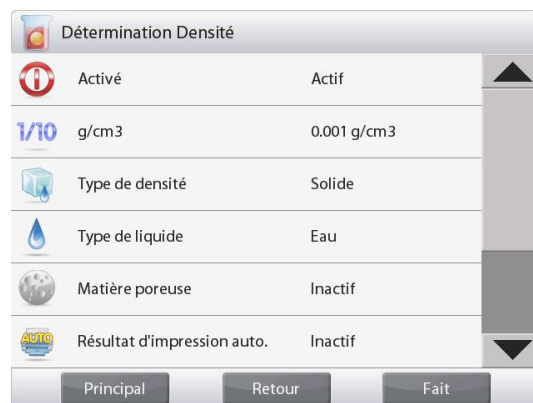 Détermination Densité
Activé Actif
1/10 g/cm3 0.001 g/cm3
Type de densité Solide
Type de liquide Eau
Matière poreuse Inactif
AUTO Résultat d'impression auto. Inactif
Principal Retour Fait